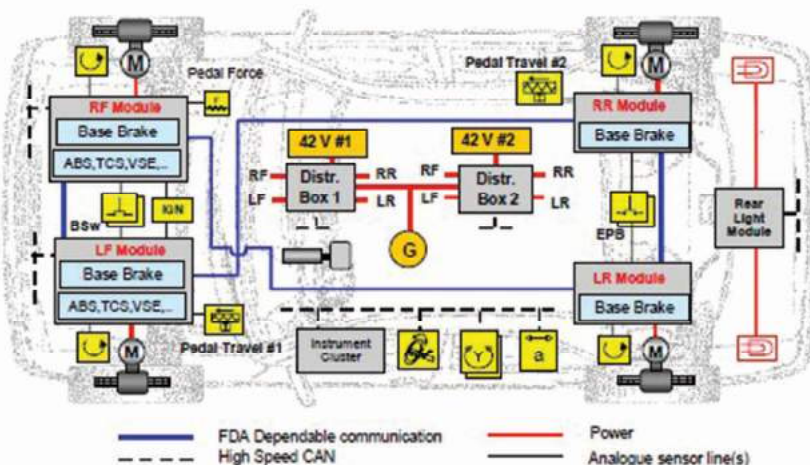 M
M
Pedal Force
Pedal Travel #2
RF Module
Base Brake
ABS,TCS,VSE,...
RR Module
Base Brake
42 V #1
42 V #2
RF
RR
RF
RR
Distr.
Box 1
Distr.
Box 2
LF
LR
LF
LR
BSw
IGN
EPB
Rear
Light
Module
LF Module
Base Brake
ABS,TCS,VSE,...
G
LR Module
Base Brake
Pedal Travel #1
Instrument
Cluster
Y
a
M
M
FDA Dependable communication
Power
High Speed CAN
Analogue sensor line(s)